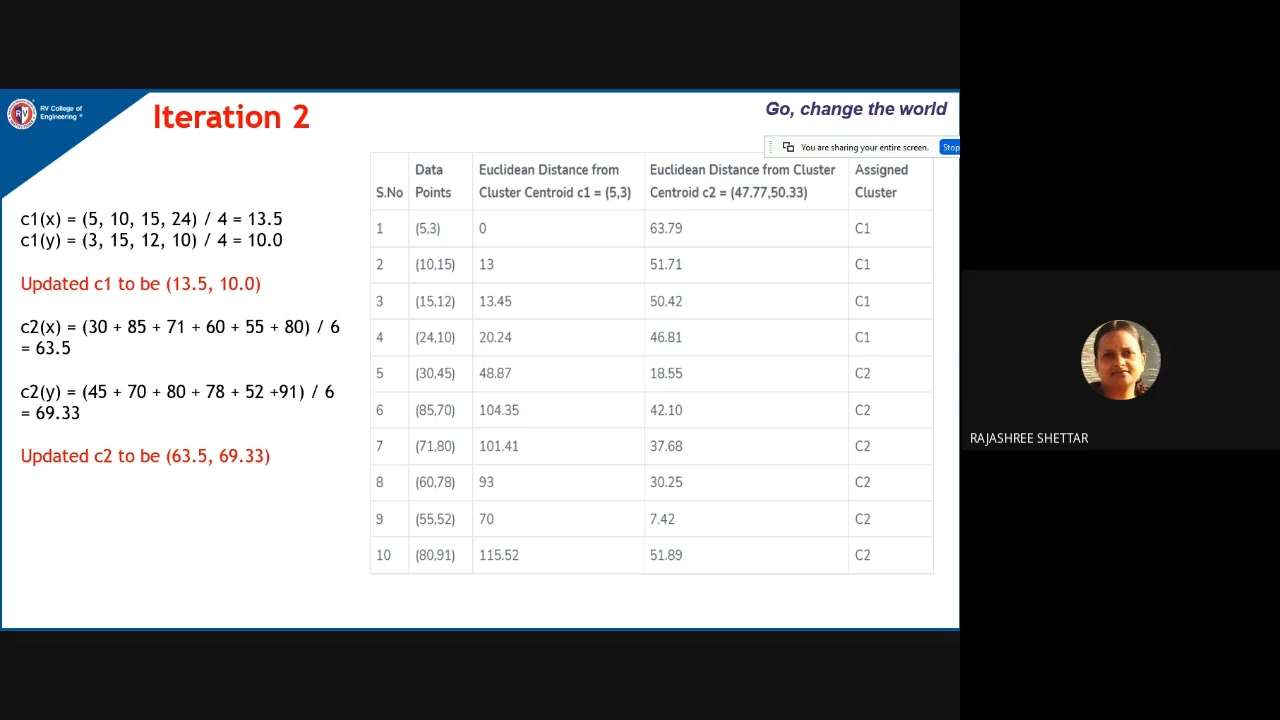 RV College of
Engineering
Iteration 2
Go, change the world
You are sharing your entire screen.
Stop
c1(x) = (5, 10, 15, 24) / 4 = 13.5
c1(y) = (3, 15, 12, 10) / 4 = 10.0
Updated c1 to be (13.5, 10.0)
c2(x) = (30 + 85 + 71 + 60 + 55 + 80) / 6
= 63.5
c2(y) = (45 + 70 + 80 + 78 + 52 +91) / 6
= 69.33
Updated c2 to be (63.5, 69.33)
S.No Data Points Euclidean Distance from Cluster Centroid c1 = (5,3) Euclidean Distance from Cluster Centroid c2 = (47.77,50.33) Assigned Cluster
1 (5,3) 0 63.79 C1
2 (10,15) 13 51.71 C1
3 (15,12) 13.45 50.42 C1
4 (24,10) 20.24 46.81 C1
5 (30,45) 48.87 18.55 C2
6 (85,70) 104.35 42.10 C2
7 (71,80) 101.41 37.68 C2
8 (60,78) 93 30.25 C2
9 (55,52) 70 7.42 C2
10 (80,91) 115.52 51.89 C2
RAJASHREE SHETTAR